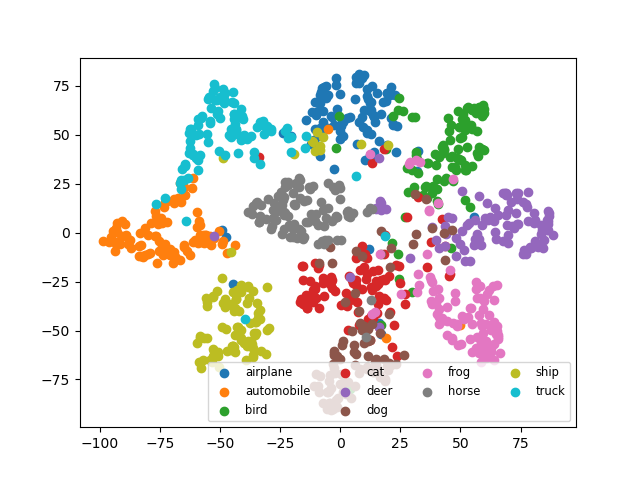 75
50
25
0
−25
−50
−75
airplane cat frog ship
automobile deer horse truck
bird dog
−100 −75 −50 −25 0 25 50 75